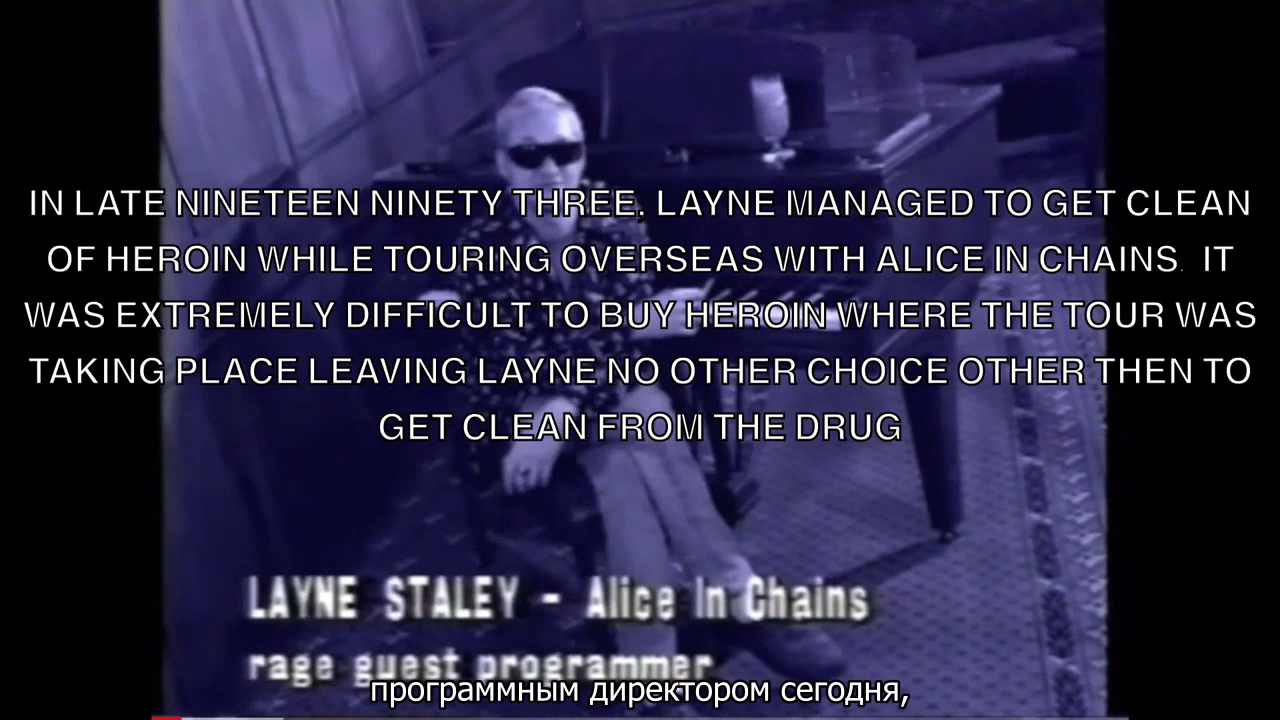 IN LATE NINETEEN NINETY THREE, LAYNE MANAGED TO GET CLEAN
OF HEROIN WHILE TOURING OVERSEAS WITH ALICE IN CHAINS. IT
WAS EXTREMELY DIFFICULT TO BUY HEROIN WHERE THE TOUR WAS
TAKING PLACE LEAVING LAYNE NO OTHER CHOICE OTHER THEN TO
GET CLEAN FROM THE DRUG
LAYNE STALEY - Alice In Chains
rage guest programmer
программным директором сегодня,